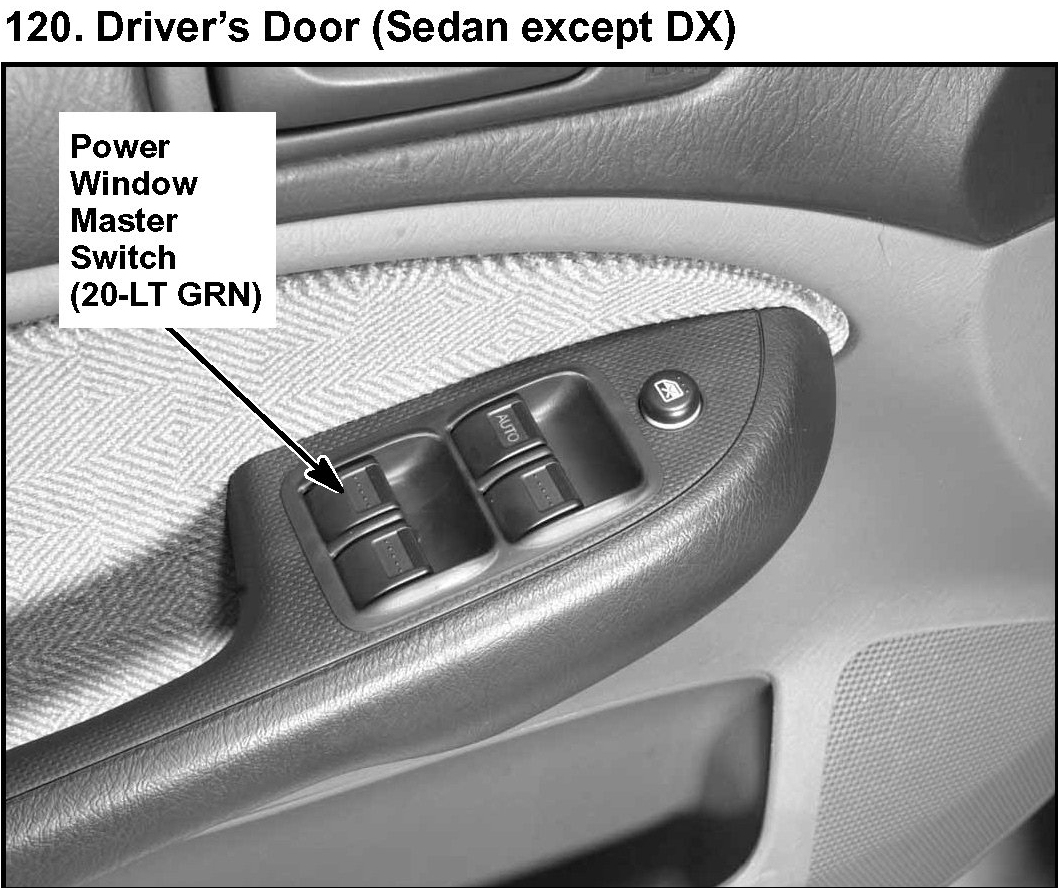 120. Driver’s Door (Sedan except DX)
Power
Window
Master
Switch
(20-LT GRN)
AUTO